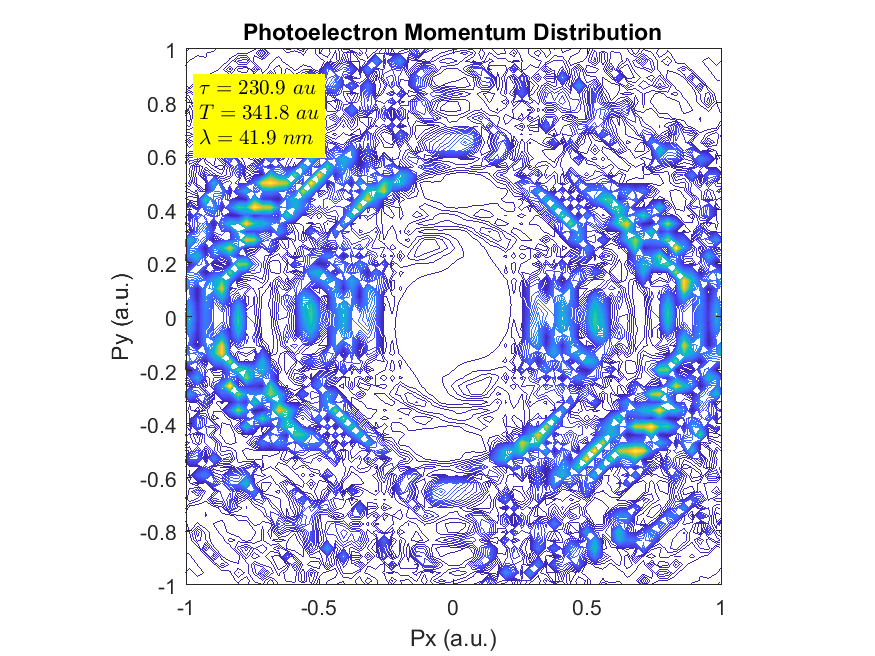 Photoelectron Momentum Distribution
τ = 230.9 au
T = 341.8 au
λ = 41.9 nm
1
0.8
0.6
0.4
0.2
0
-0.2
-0.4
-0.6
-0.8
-1
Py (a.u.)
-1 -0.5 0 0.5 1
Px (a.u.)